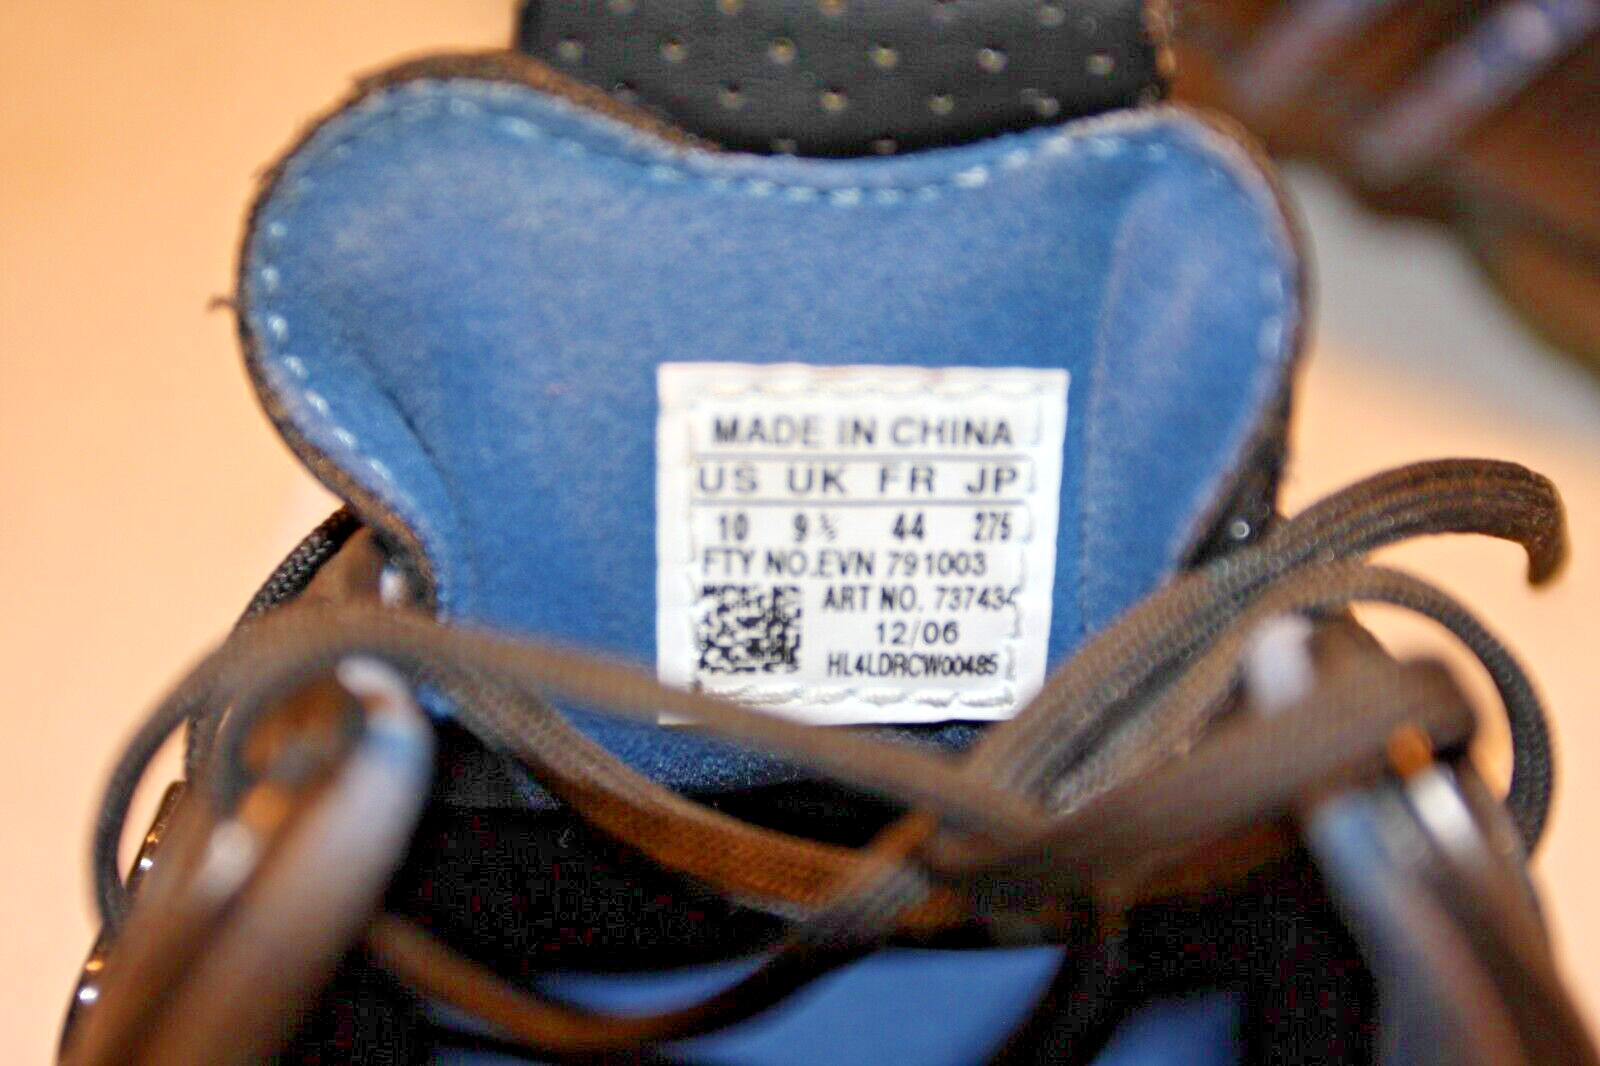 MADE IN CHINA
US UK FR JP
10 9½ 44 275
FTY NO.EVN 791003
ART NO. 73743
12/06
HL4LDRCW00485